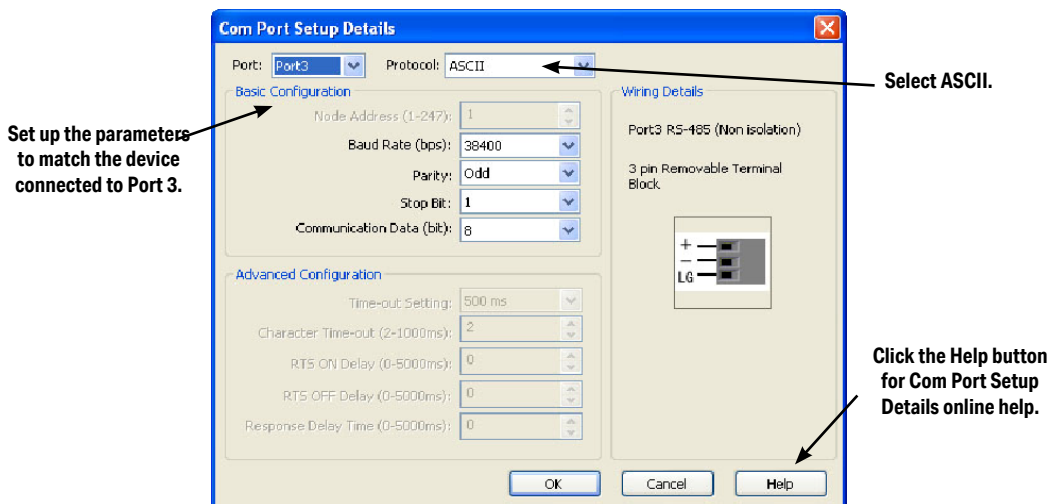 Com Port Setup Details
Port: Port3 Protocol: ASCII
Select ASCII.
Basic Configuration
Node Address (1-247): 1
Baud Rate (bps): 38400
Parity: Odd
Stop Bit: 1
Communication Data (bit): 8
Set up the parameters
to match the device
connected to Port 3.
Wiring Details
Port3 RS-485 (Non isolation)
3 pin Removable Terminal
Block
+
−
LG
Advanced Configuration
Time-out Setting: 500 ms
Character Time-out (2-1000ms): 2
RTS ON Delay (0-5000ms): 0
RTS OFF Delay (0-5000ms): 0
Response Delay Time (0-5000ms): 0
Click the Help button
for Com Port Setup
Details online help.
OK Cancel Help